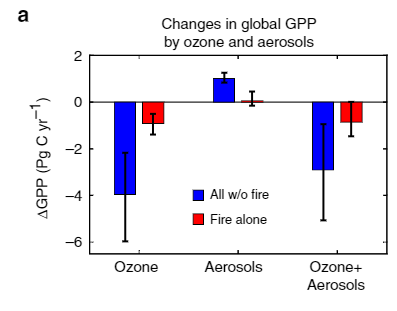 a
Changes in global GPP
by ozone and aerosols
ΔGPP (Pg C yr⁻¹)
2
0
−2
−4
−6
All w/o fire
Fire alone
Ozone
Aerosols
Ozone+
Aerosols